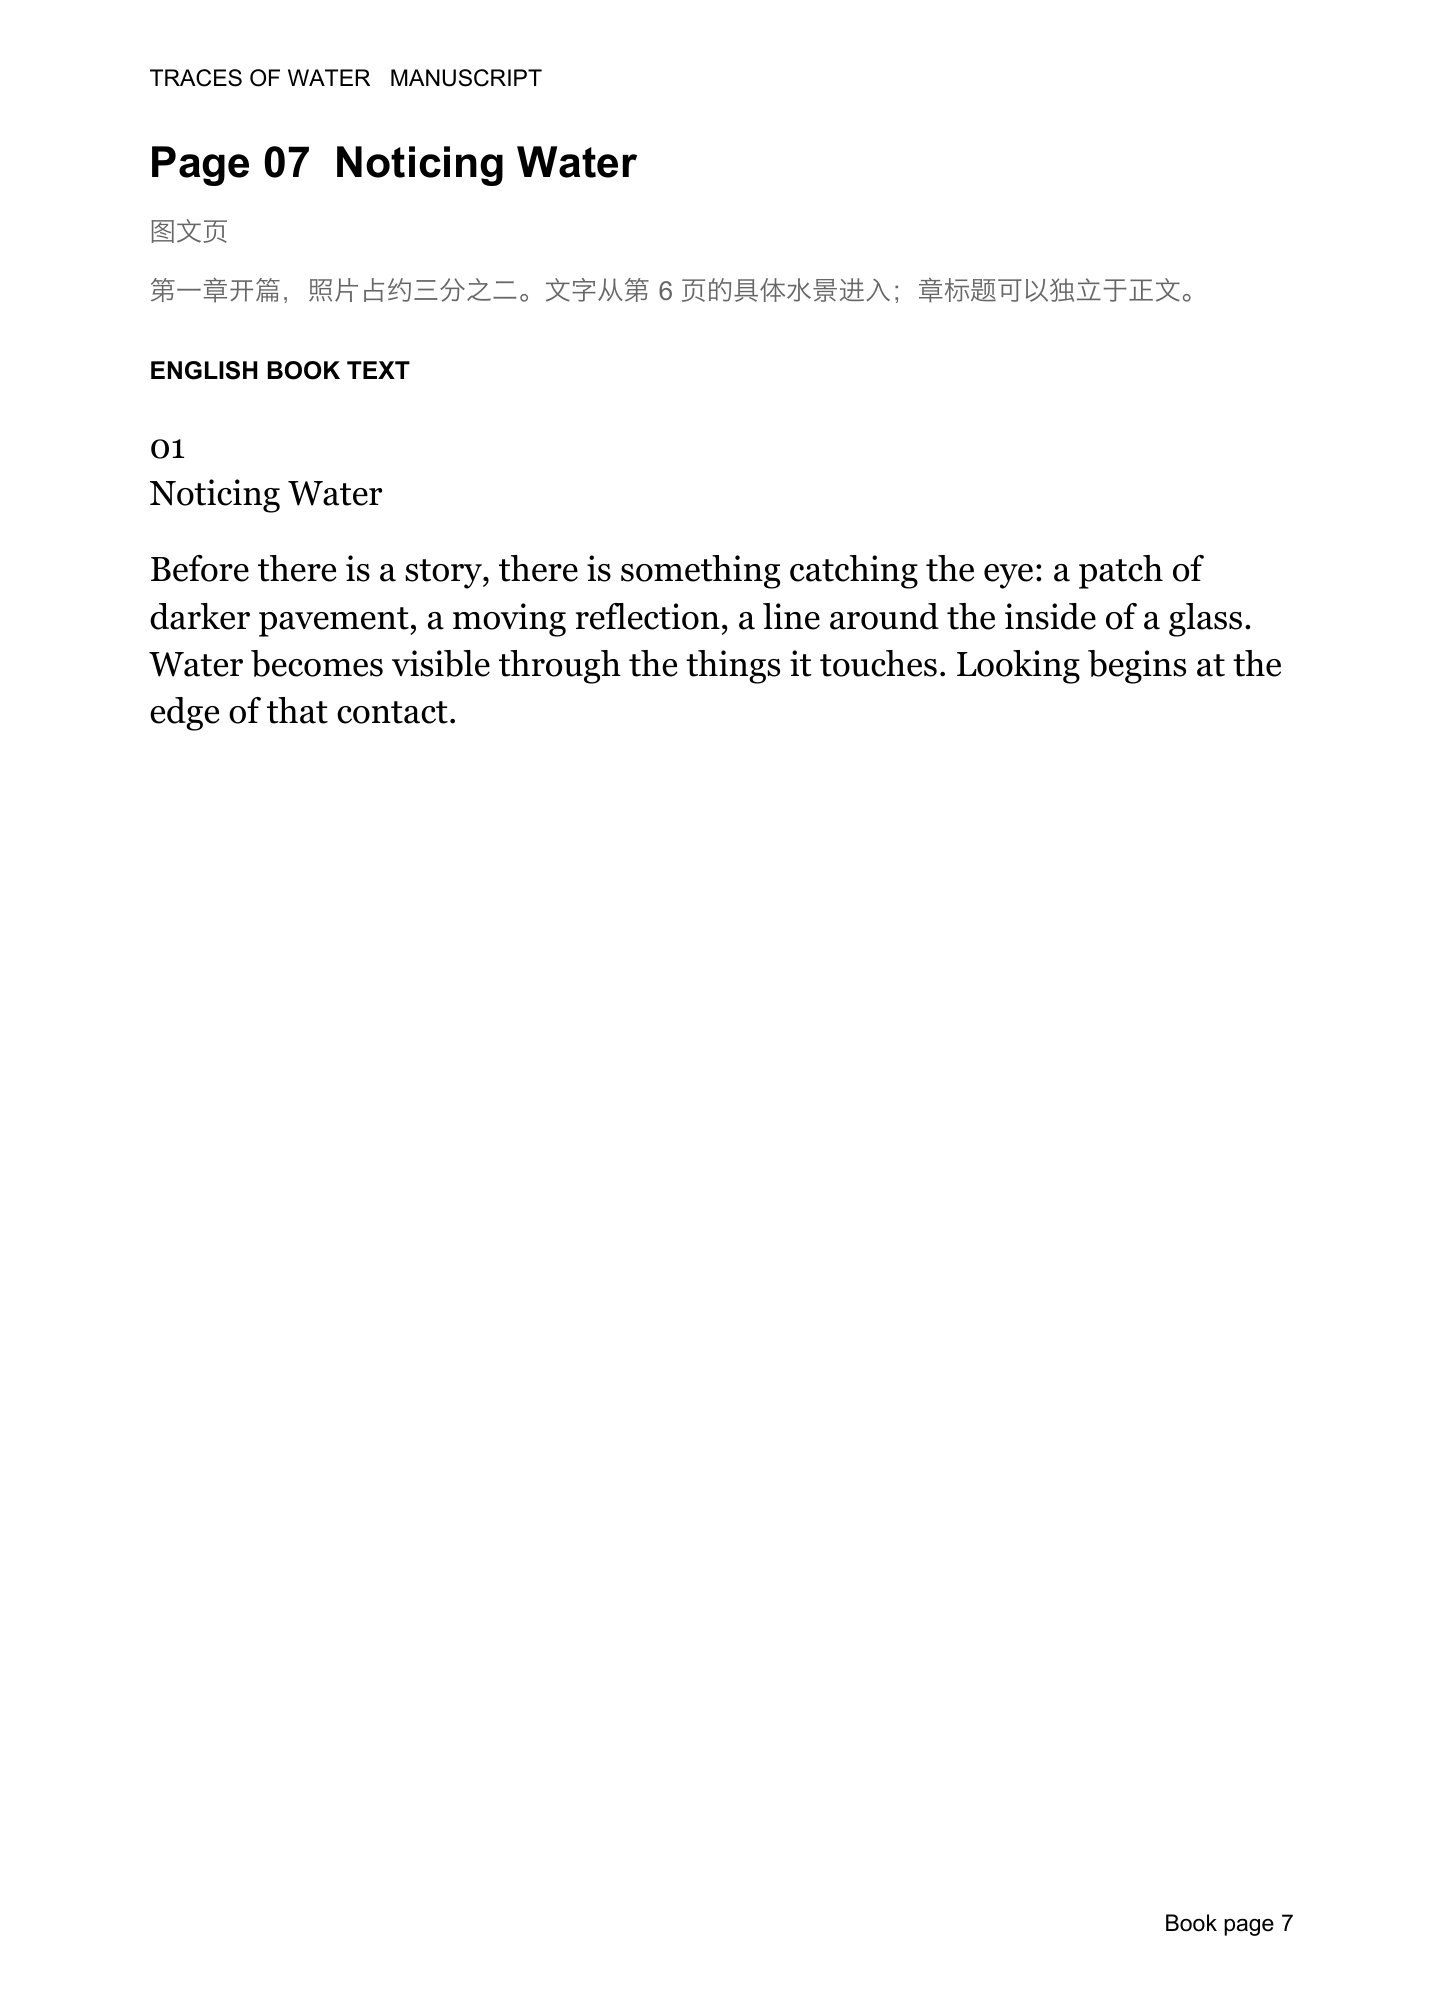 TRACES OF WATER   MANUSCRIPT
Page 07  Noticing Water
图文页
第一章开篇，照片占约三分之二。文字从第 6 页的具体水景进入；章标题可以独立于正文。
ENGLISH BOOK TEXT
01
Noticing Water
Before there is a story, there is something catching the eye: a patch of
darker pavement, a moving reflection, a line around the inside of a glass.
Water becomes visible through the things it touches. Looking begins at the
edge of that contact.
Book page 7